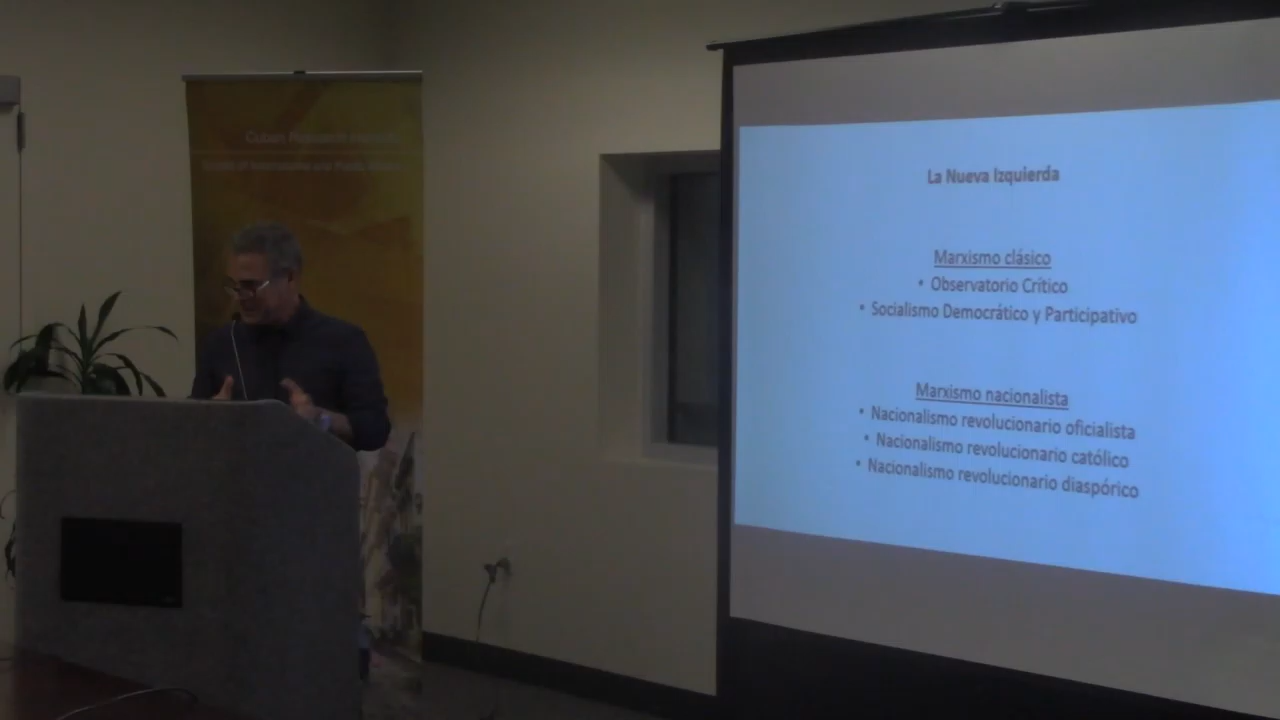 Cuban Research Institute
La Nueva Izquierda
Marxismo clásico
• Observatorio Crítico
• Socialismo Democrático y Participativo
Marxismo nacionalista
• Nacionalismo revolucionario oficialista
• Nacionalismo revolucionario católico
• Nacionalismo revolucionario diaspórico